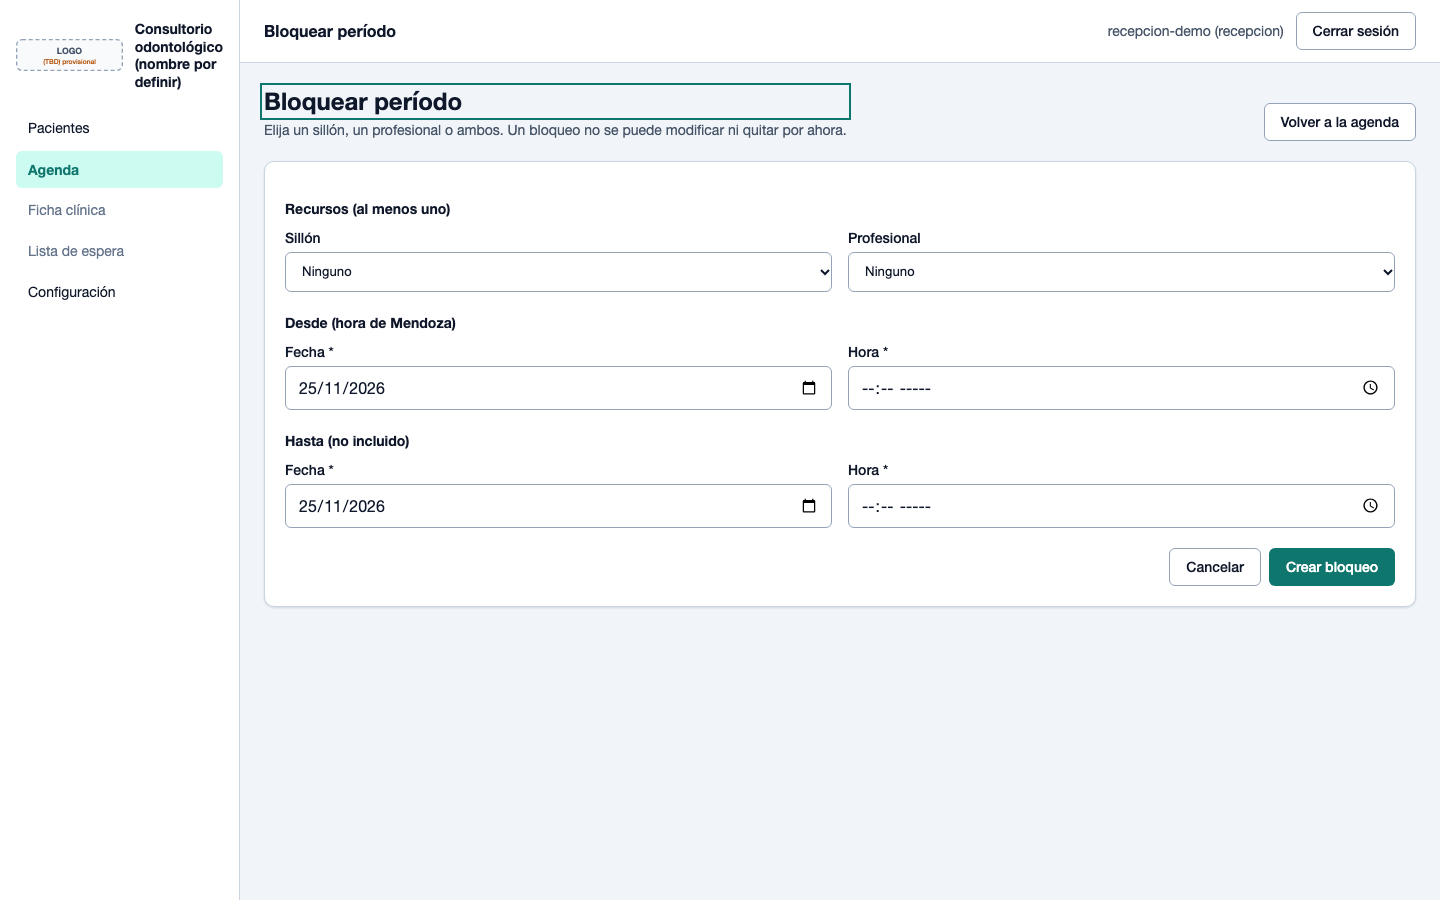 LOGO
(TBD) provisional
Consultorio
odontológico
(nombre por
definir)
Pacientes
Agenda
Ficha clínica
Lista de espera
Configuración
Bloquear período
recepcion-demo (recepcion)
Cerrar sesión
Bloquear período
Elija un sillón, un profesional o ambos. Un bloqueo no se puede modificar ni quitar por ahora.
Volver a la agenda
Recursos (al menos uno)
Sillón
Profesional
Ninguno
Ninguno
Desde (hora de Mendoza)
Fecha *
Hora *
25/11/2026
--:-- -----
Hasta (no incluido)
Fecha *
Hora *
25/11/2026
--:-- -----
Cancelar
Crear bloqueo